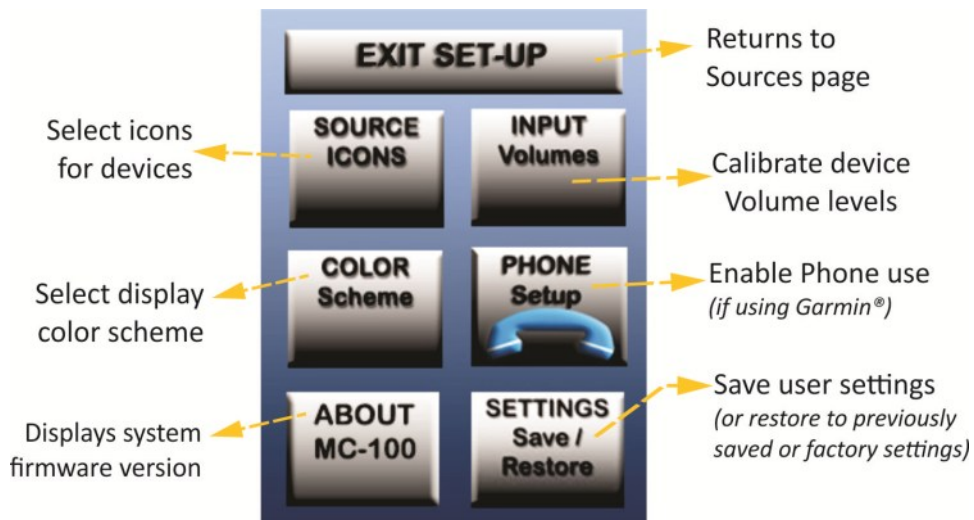 EXIT SET-UP
Returns to
Sources page
Select icons
for devices
SOURCE
ICONS
INPUT
Volumes
Calibrate device
Volume levels
Select display
color scheme
COLOR
Scheme
PHONE
Setup
Enable Phone use
(if using Garmin®)
Displays system
firmware version
ABOUT
MC-100
SETTINGS
Save /
Restore
Save user settings
(or restore to previously
saved or factory settings)